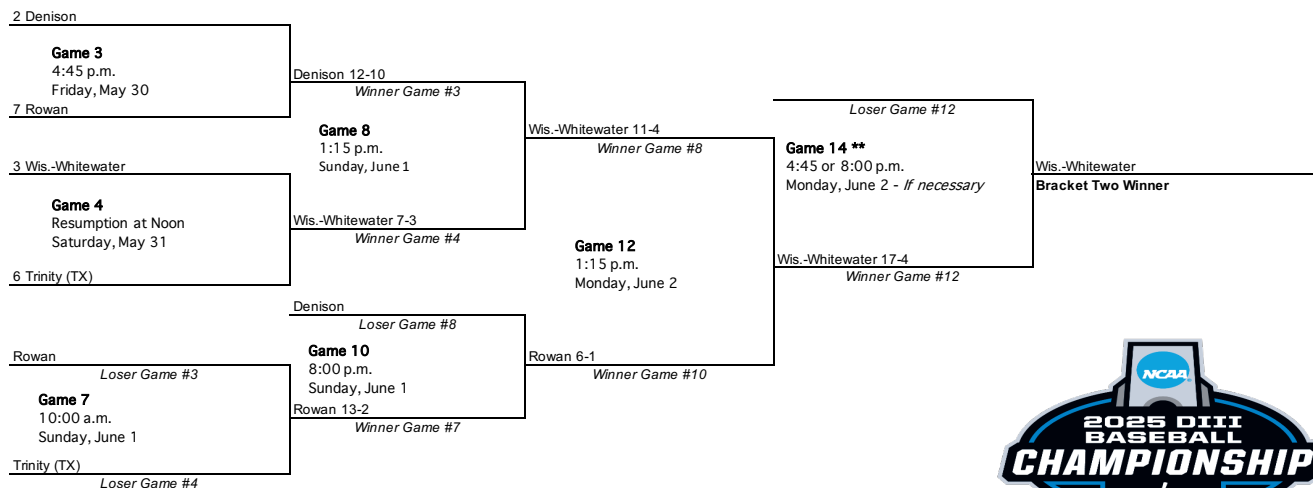 2 Denison
Game 3
4:45 p.m.
Friday, May 30
7 Rowan
Denison 12-10
Winner Game #3
Game 8
1:15 p.m.
Sunday, June 1
3 Wis.-Whitewater
Game 4
Resumption at Noon
Saturday, May 31
6 Trinity (TX)
Wis.-Whitewater 7-3
Winner Game #4
Wis.-Whitewater 11-4
Winner Game #8
Game 12
1:15 p.m.
Monday, June 2
Denison
Loser Game #8
Game 10
8:00 p.m.
Sunday, June 1
Rowan
Loser Game #3
Game 7
10:00 a.m.
Sunday, June 1
Trinity (TX)
Loser Game #4
Rowan 13-2
Winner Game #7
Rowan 6-1
Winner Game #10
Loser Game #12
Game 14 **
4:45 or 8:00 p.m.
Monday, June 2 - If necessary
Wis.-Whitewater 17-4
Winner Game #12
Wis.-Whitewater
Bracket Two Winner
NCAA
2025 DIII
BASEBALL
CHAMPIONSHIP